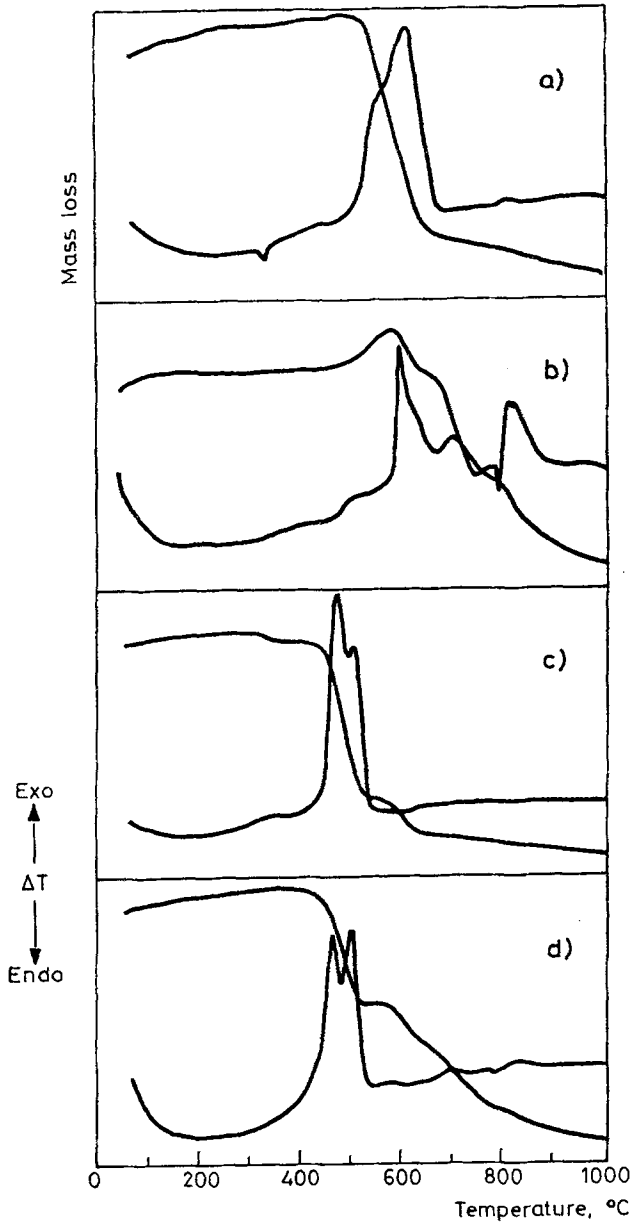 a)
Mass loss
b)
c)
Exo
ΔT
Endo
d)
0 200 400 600 800 1000
Temperature, °C